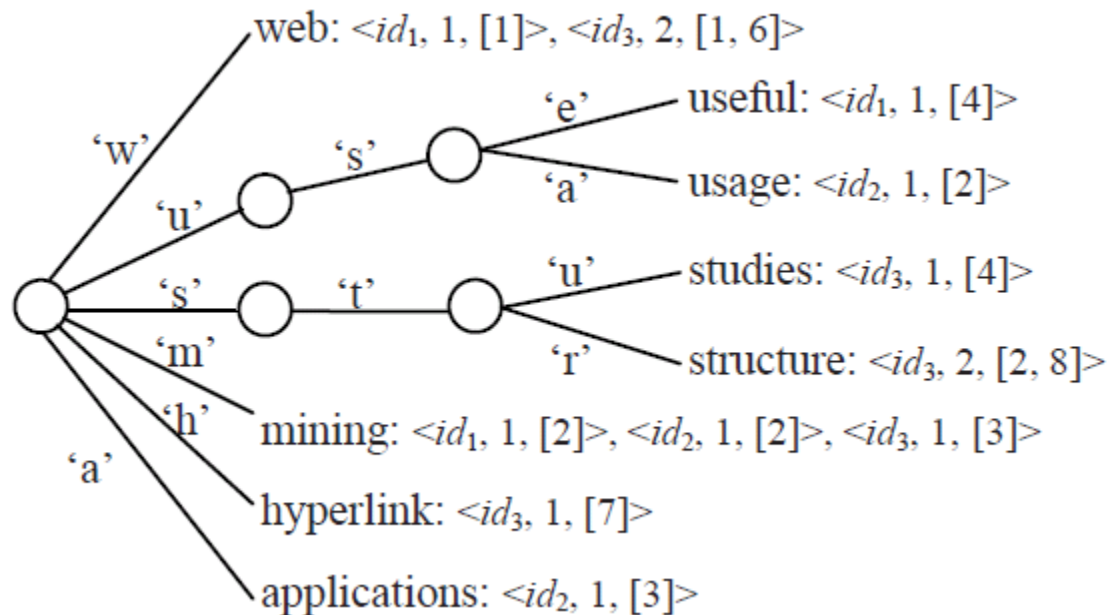 web: <id1, 1, [1]>, <id3, 2, [1, 6]>
‘e’ useful: <id1, 1, [4]>
‘w’ ‘s’
‘a’ usage: <id2, 1, [2]>
‘u’
‘u’ studies: <id3, 1, [4]>
‘s’ ‘t’
‘r’ structure: <id3, 2, [2, 8]>
‘m’
mining: <id1, 1, [2]>, <id2, 1, [2]>, <id3, 1, [3]>
‘h’
‘a’
hyperlink: <id3, 1, [7]>
applications: <id2, 1, [3]>